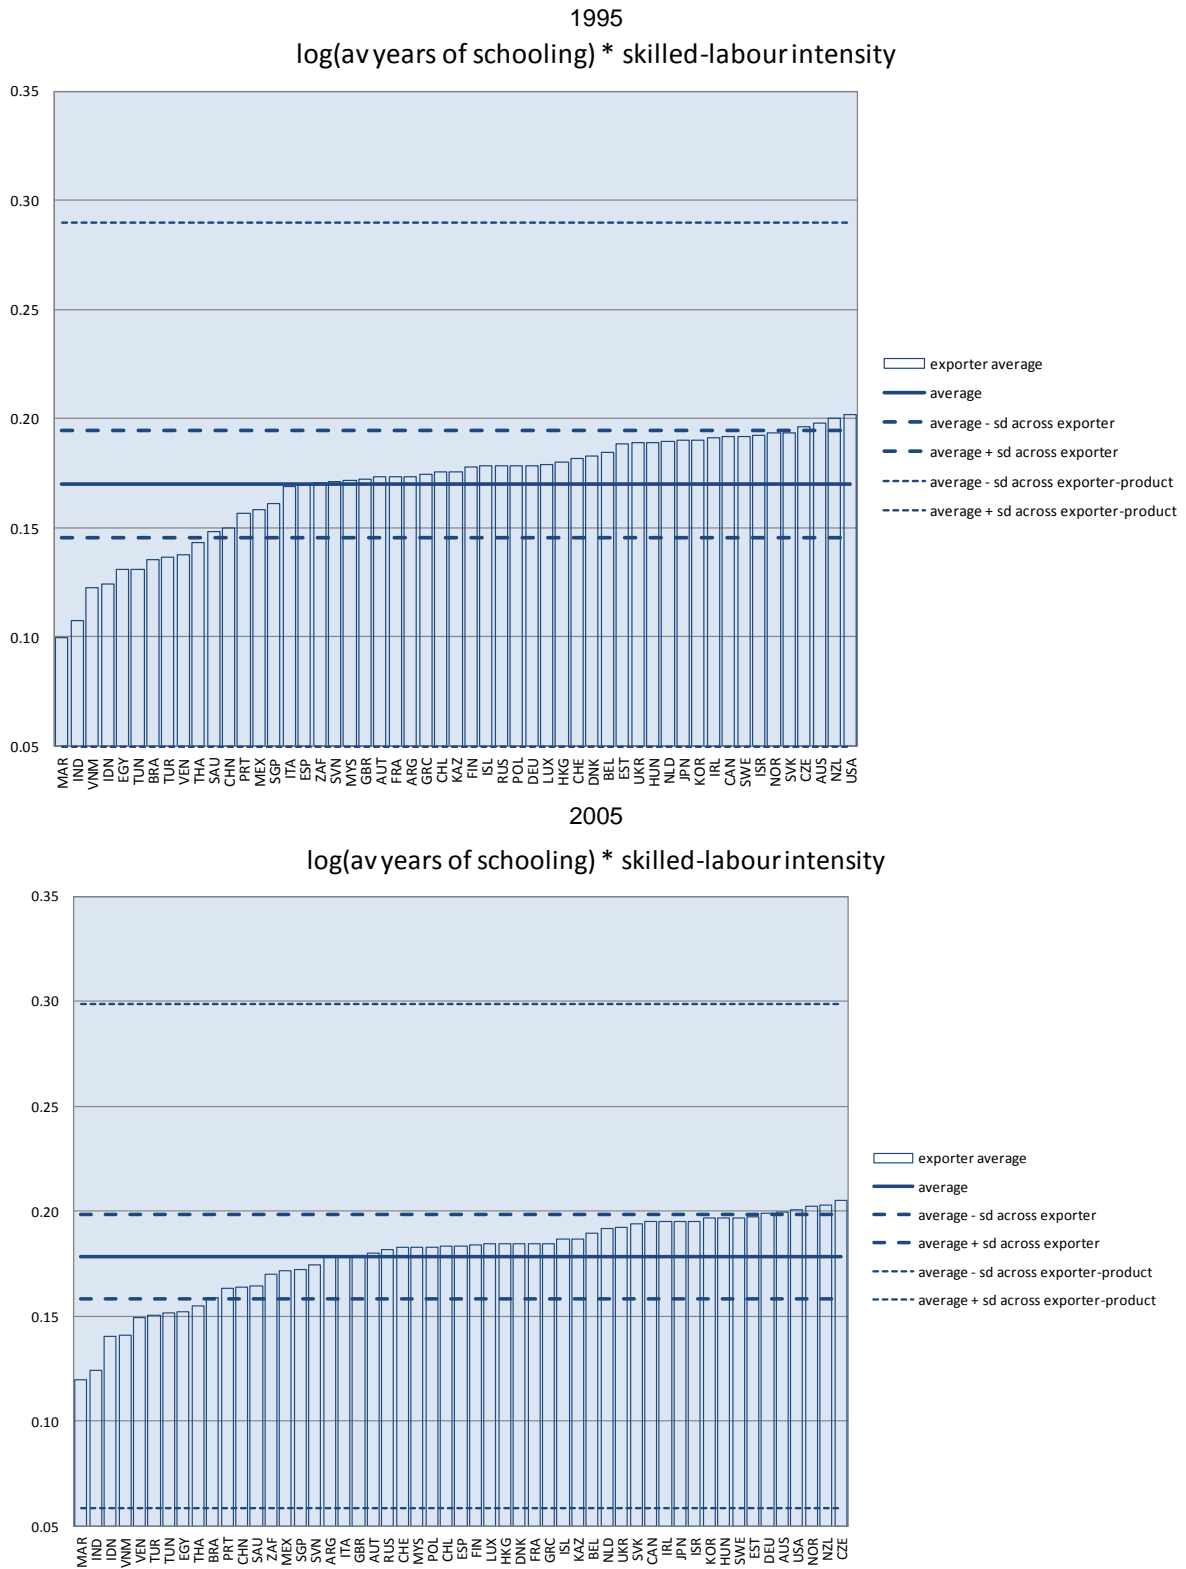 1995
log(av years of schooling) * skilled-labour intensity
0.35
0.30
0.25
0.20
0.15
0.10
0.05
MAR IND VNM IDN EGY TUN BRA TUR VEN THA SAU CHN PRT MEX SGP ITA ESP ZAF SVN MYS GBR AUT FRA ARG GRC CHL KAZ FIN ISL RUS POL DEU LUX HKG CHE DNK BEL EST UKR HUN NLD JPN KOR IRL CAN SWE ISR NOR SVK CZE AUS NZL USA
exporter average
average
average - sd across exporter
average + sd across exporter
average - sd across exporter-product
average + sd across exporter-product
2005
log(av years of schooling) * skilled-labour intensity
0.35
0.30
0.25
0.20
0.15
0.10
0.05
MAR IND IDN VNM VEN TUR TUN EGY THA BRA PRT CHN SAU ZAF MEX SGP SVN ARG ITA GBR AUT RUS CHE MYS POL CHL ESP FIN LUX HKG DNK FRA GRC ISL KAZ BEL NLD UKR SVK CAN IRL JPN ISR KOR HUN SWE EST DEU AUS USA NOR NZL CZE
exporter average
average
average - sd across exporter
average + sd across exporter
average - sd across exporter-product
average + sd across exporter-product